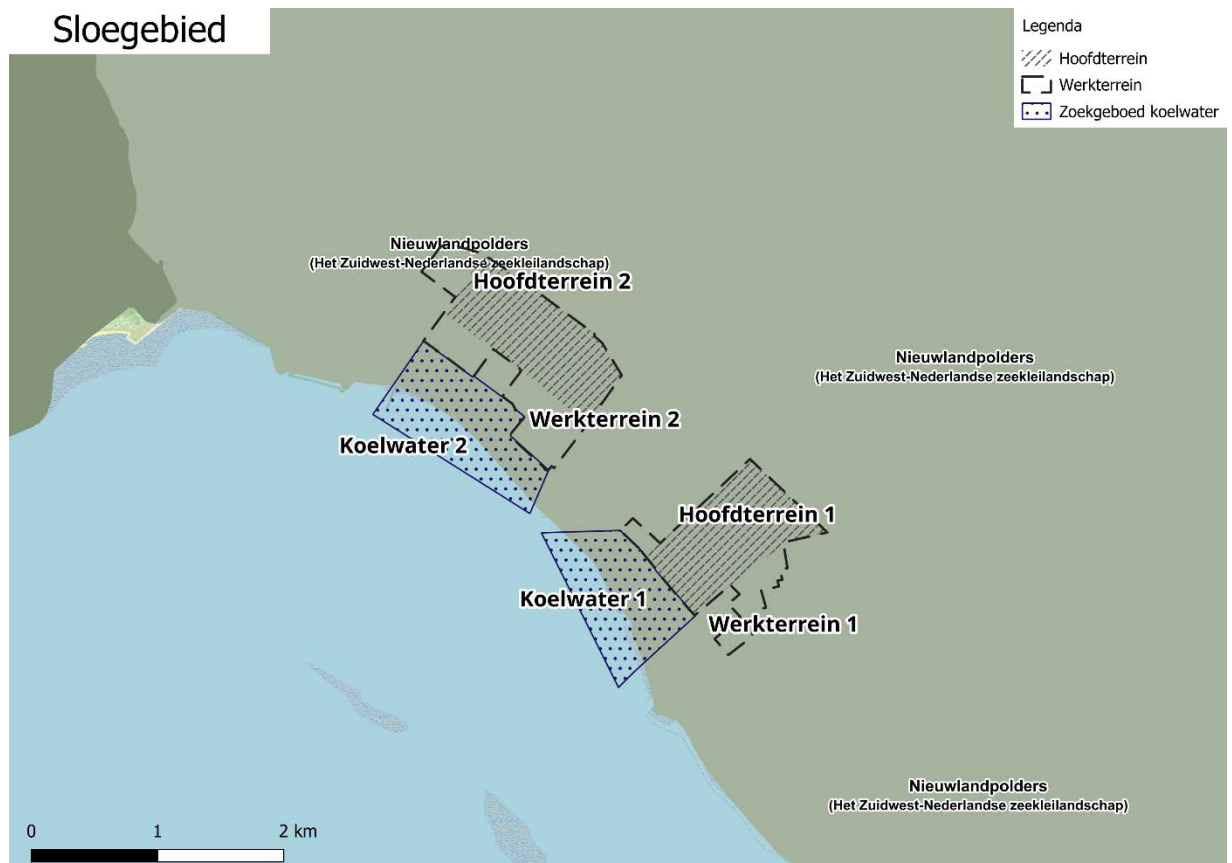 Sloegebied
Legenda
Hoofdterrein
Werkterrein
Zoekgeboed koelwater
Nieuwlandpolders
(Het Zuidwest-Nederlandse zeekleilandschap)
Hoofdterrein 2
Nieuwlandpolders
(Het Zuidwest-Nederlandse zeekleilandschap)
Werkterrein 2
Koelwater 2
Hoofdterrein 1
Koelwater 1
Werkterrein 1
Nieuwlandpolders
(Het Zuidwest-Nederlandse zeekleilandschap)
0 1 2 km